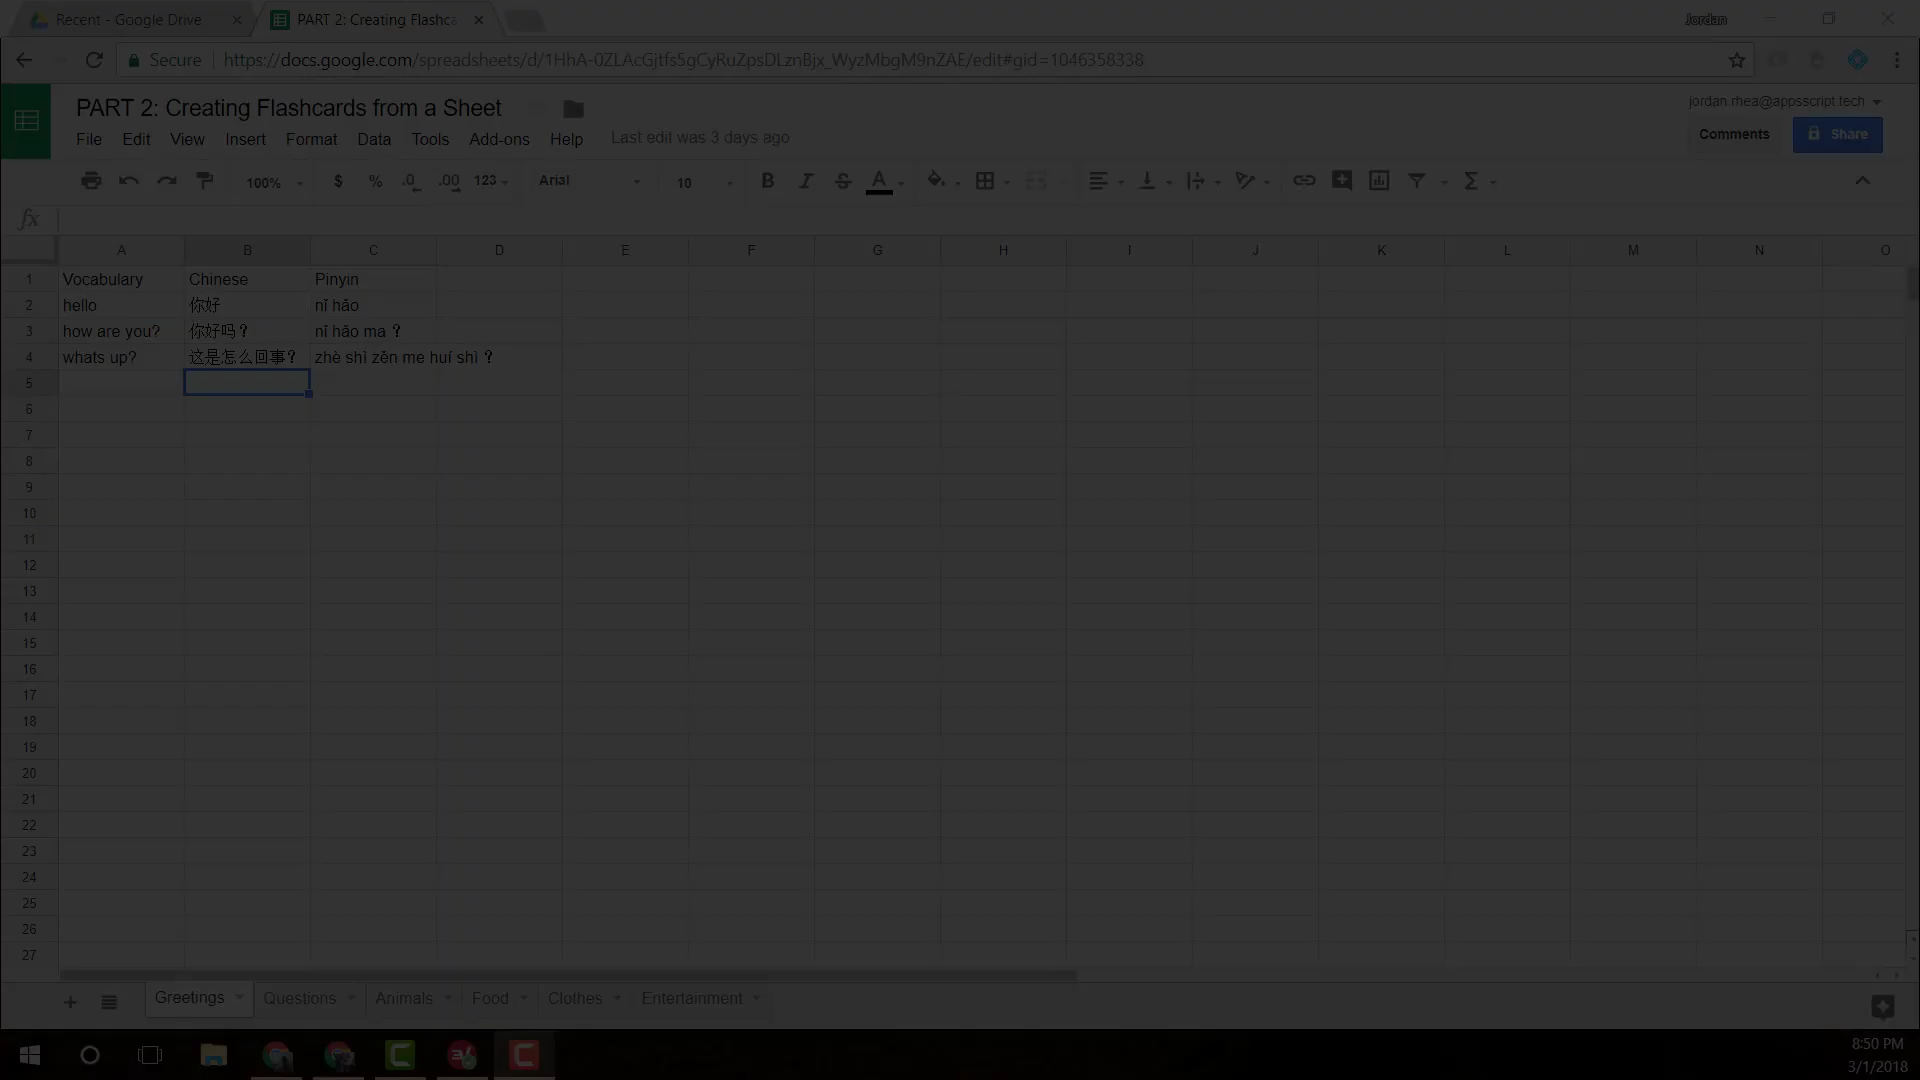 Recent - Google Drive
PART 2: Creating Flashca
Jordan
Secure https://docs.google.com/spreadsheets/d/1HhA-0ZLAcGjtfs5gCyRuZpsDLznBjx_WyzMbgM9nZAE/edit#gid=1046358338
PART 2: Creating Flashcards from a Sheet
jordan.rhea@appsscript.tech
File Edit View Insert Format Data Tools Add-ons Help Last edit was 3 days ago
Comments Share
100% $ % .0 .00 123 Arial 10 B I S A Σ
fx
A B C D E F G H I J K L M N O
1 Vocabulary Chinese Pinyin
2 hello 你好 nǐ hǎo
3 how are you? 你好吗？ nǐ hǎo ma ?
4 whats up? 这是怎么回事? zhè shì zěn me huí shì ?
5
6
7
8
9
10
11
12
13
14
15
16
17
18
19
20
21
22
23
24
25
26
27
Greetings Questions Animals Food Clothes Entertainment
8:50 PM
3/1/2018